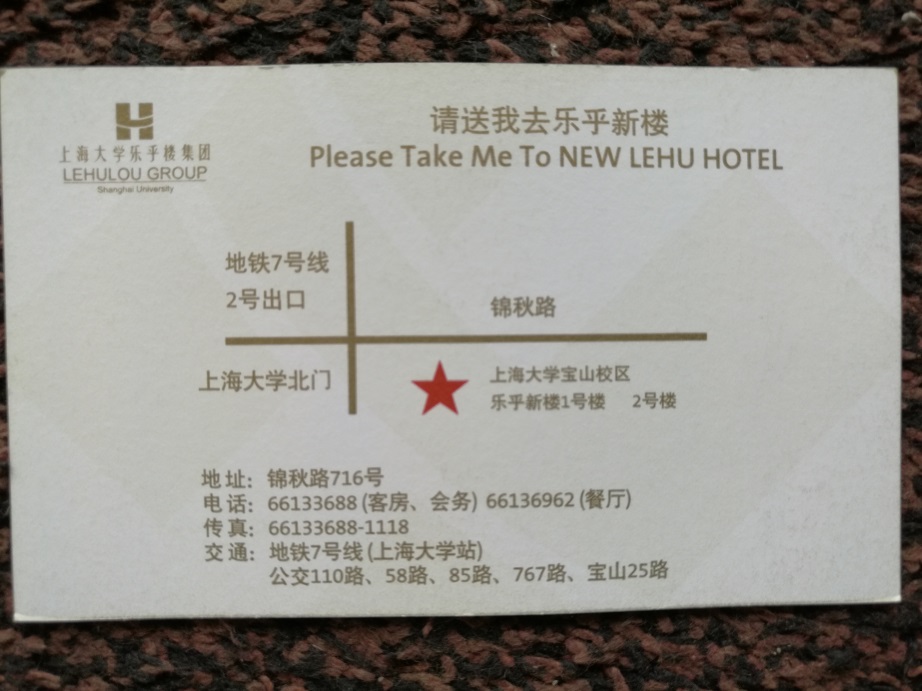 上海大学乐乎楼集团
LEHULOU GROUP
Shanghai University
请送我去乐乎新楼
Please Take Me To NEW LEHU HOTEL
地铁7号线
2号出口
锦秋路
上海大学北门
上海大学宝山校区
乐乎新楼1号楼 2号楼
地址: 锦秋路716号
电话: 66133688 (客房、会务) 66136962 (餐厅)
传真: 66133688-1118
交通: 地铁7号线 (上海大学站)
公交110路、58路、85路、767路、宝山25路